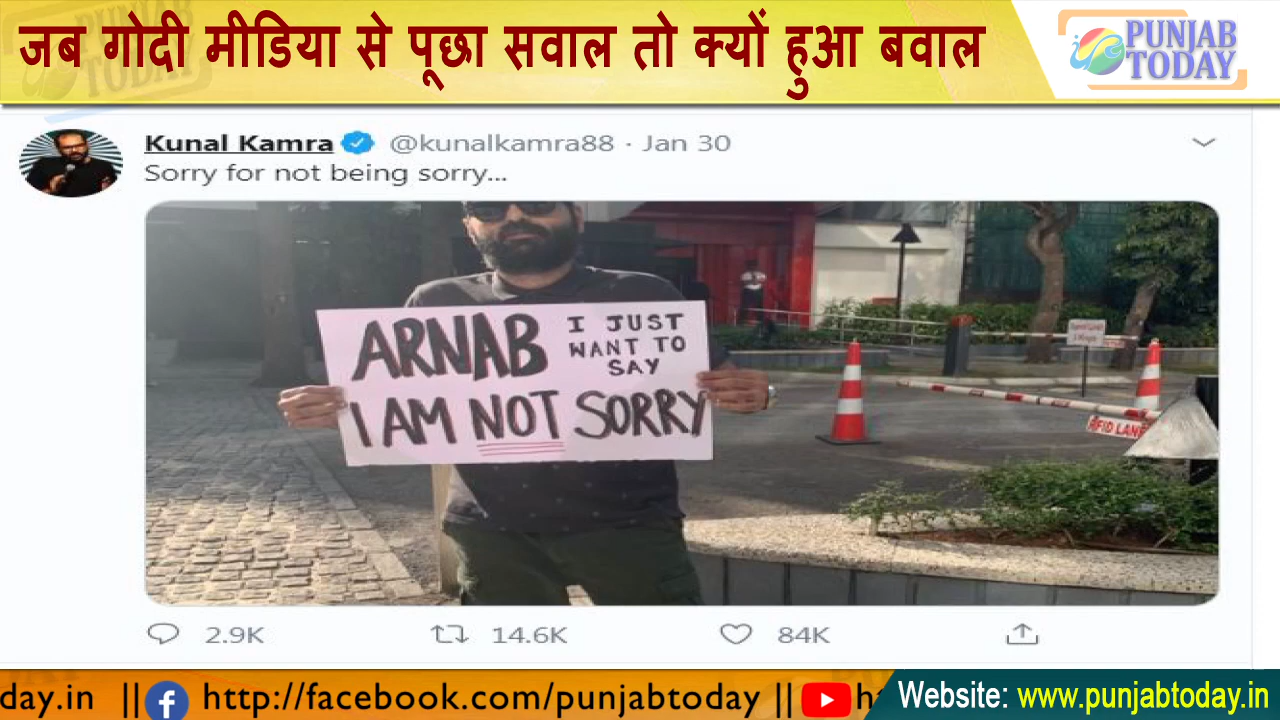 जब गोदी मीडिया से पूछा सवाल तो क्यों हुआ बवाल
PUNJAB
TODAY
Kunal Kamra @kunalkamra88 · Jan 30
Sorry for not being sorry...
ARNAB I JUST
WANT TO
SAY
I AM NOT SORRY
RFID LANE
2.9K 14.6K 84K
day.in || http://facebook.com/punjabtoday || h
Website: www.punjabtoday.in